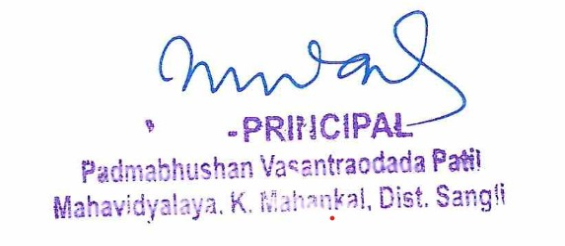 -PRINCIPAL
Padmabhushan Vasantraodada Patil
Mahavidyalaya, K. Mahankal, Dist. Sangli